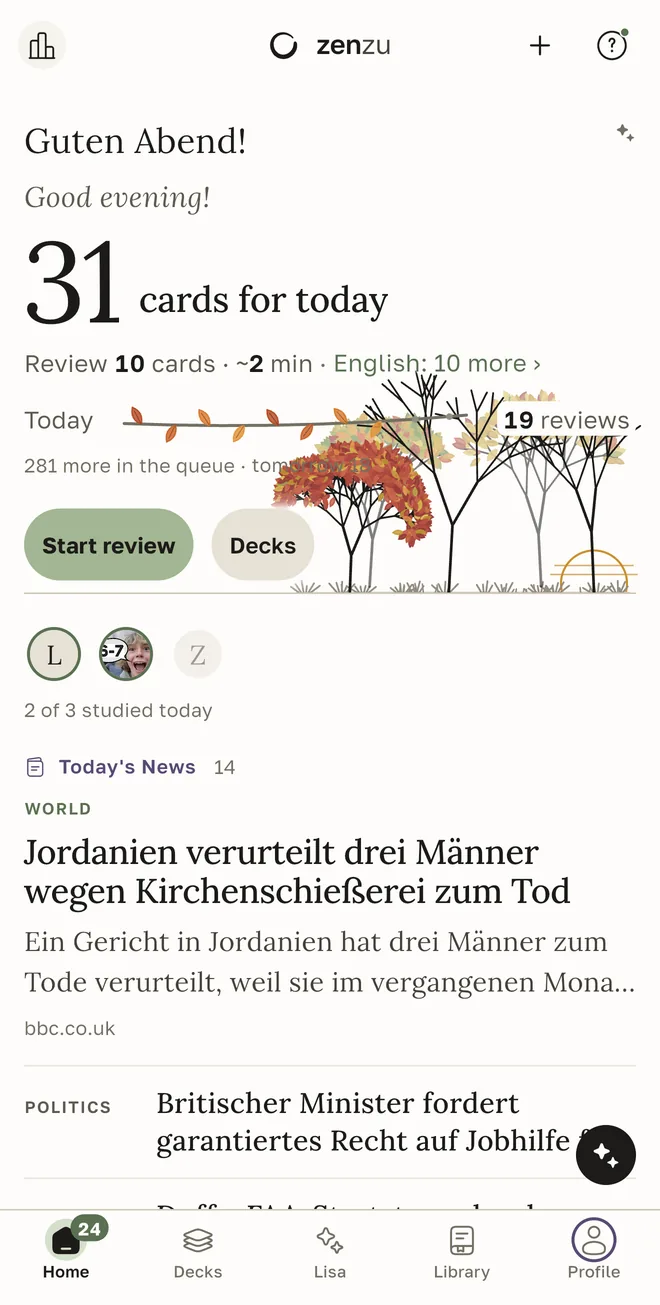 zenzu
Guten Abend!
Good evening!
31 cards for today
Review 10 cards · ~2 min · English: 10 more ›
Today
19 reviews
281 more in the queue ·
Start review
Decks
L
6-7
Z
2 of 3 studied today
Today's News 14
WORLD
Jordanien verurteilt drei Männer
wegen Kirchenschießerei zum Tod
Ein Gericht in Jordanien hat drei Männer zum
Tode verurteilt, weil sie im vergangenen Mona...
bbc.co.uk
POLITICS
Britischer Minister fordert
garantiertes Recht auf Jobhilfe
24
Home
Decks
Lisa
Library
Profile